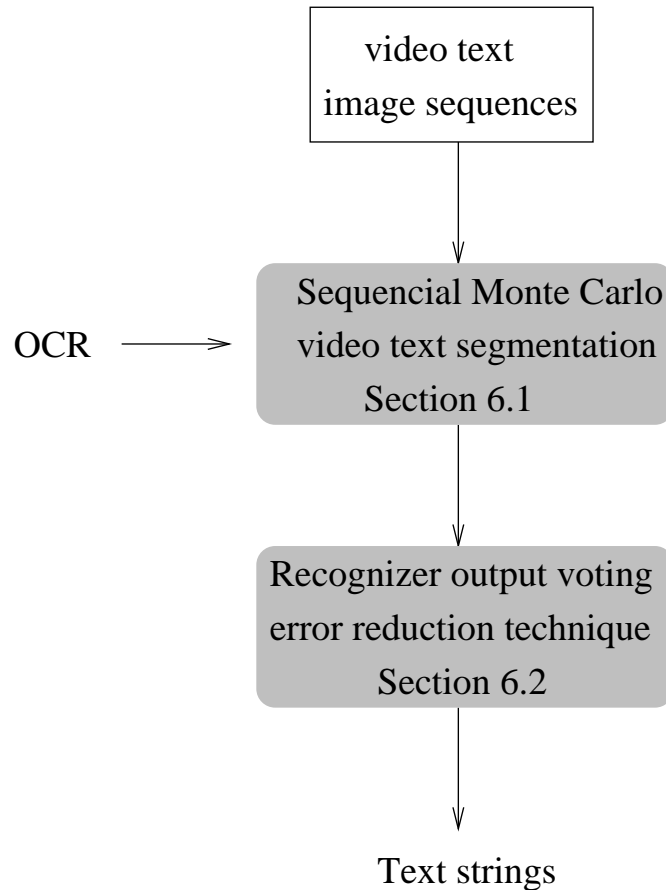 video text
image sequences
Sequencial Monte Carlo
OCR
video text segmentation
Section 6.1
Recognizer output voting
error reduction technique
Section 6.2
Text strings